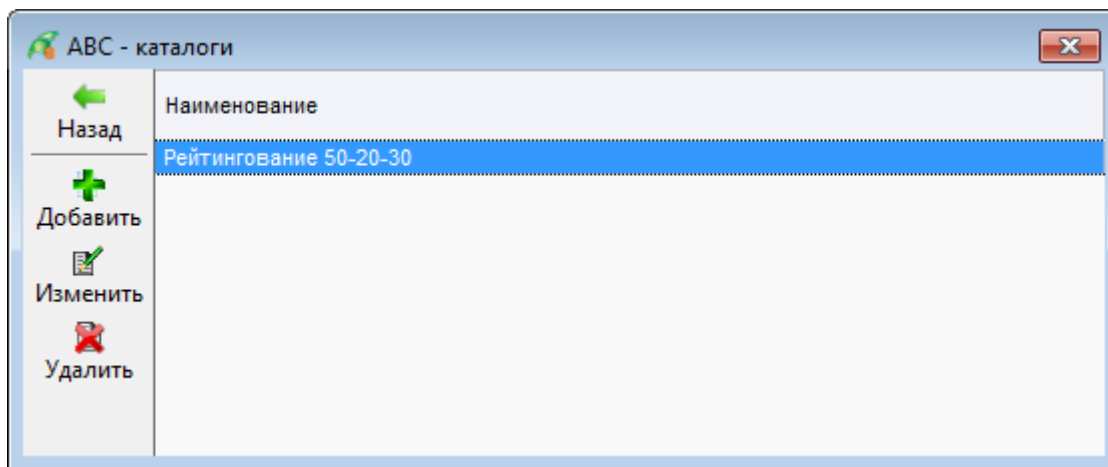 ABC - каталоги
Назад
Наименование
Рейтингование 50-20-30
Добавить
Изменить
Удалить